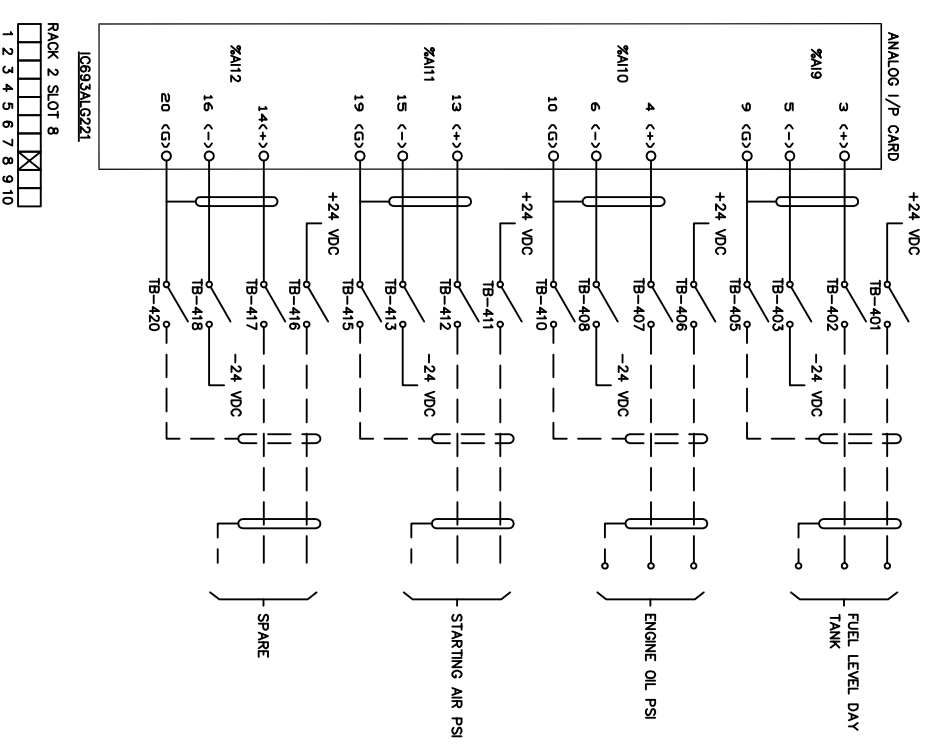 ANALOG I/P CARD
%AI9
3 (+)
5 (-)
9 (G)
+24 VDC
TB-401
TB-402
TB-403
TB-405
-24 VDC
FUEL LEVEL DAY
TANK
%AI10
4 (+)
6 (-)
10 (G)
+24 VDC
TB-406
TB-407
TB-408
TB-410
-24 VDC
ENGINE OIL PSI
%AI11
13 (+)
15 (-)
19 (G)
+24 VDC
TB-411
TB-412
TB-413
TB-415
-24 VDC
STARTING AIR PSI
%AI12
14(+)
16 (-)
20 (G)
+24 VDC
TB-416
TB-417
TB-418
TB-420
-24 VDC
SPARE
IC693ALG221
RACK 2 SLOT 8
1 2 3 4 5 6 7 8 9 10